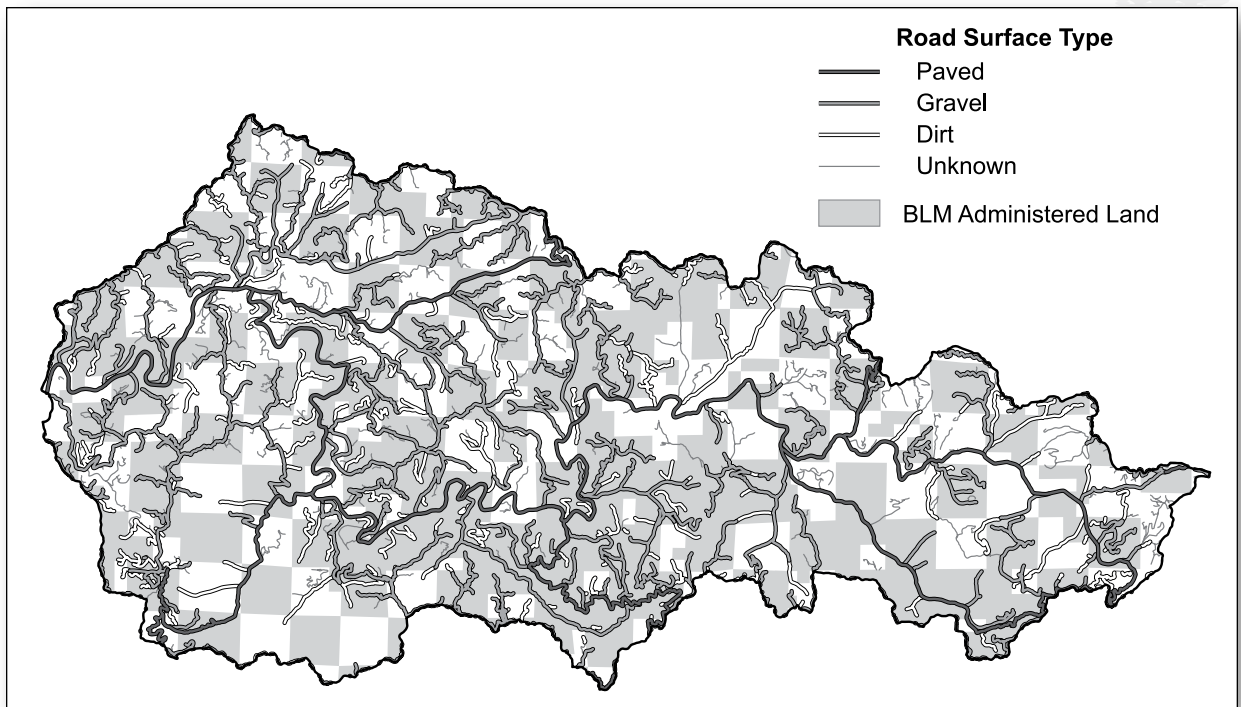 Road Surface Type
Paved
Gravel
Dirt
Unknown
BLM Administered Land